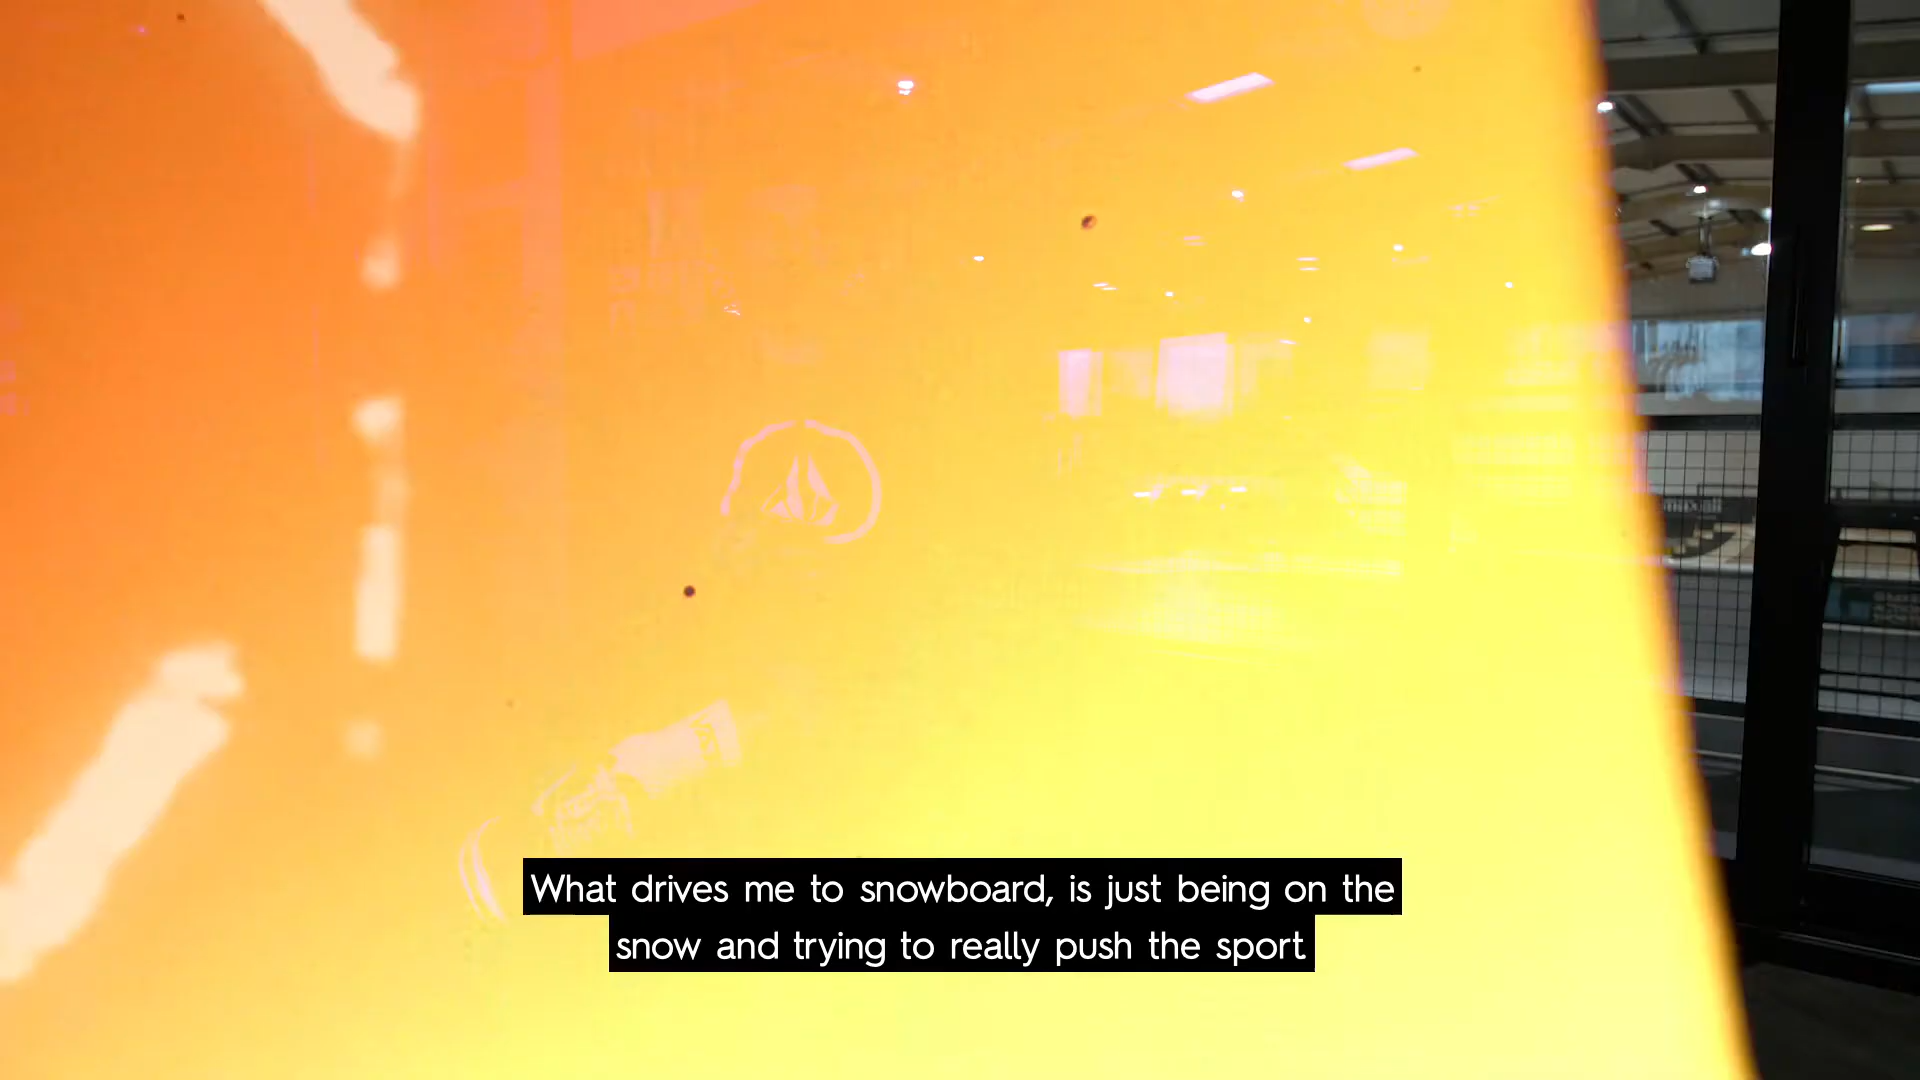 What drives me to snowboard, is just being on the
snow and trying to really push the sport